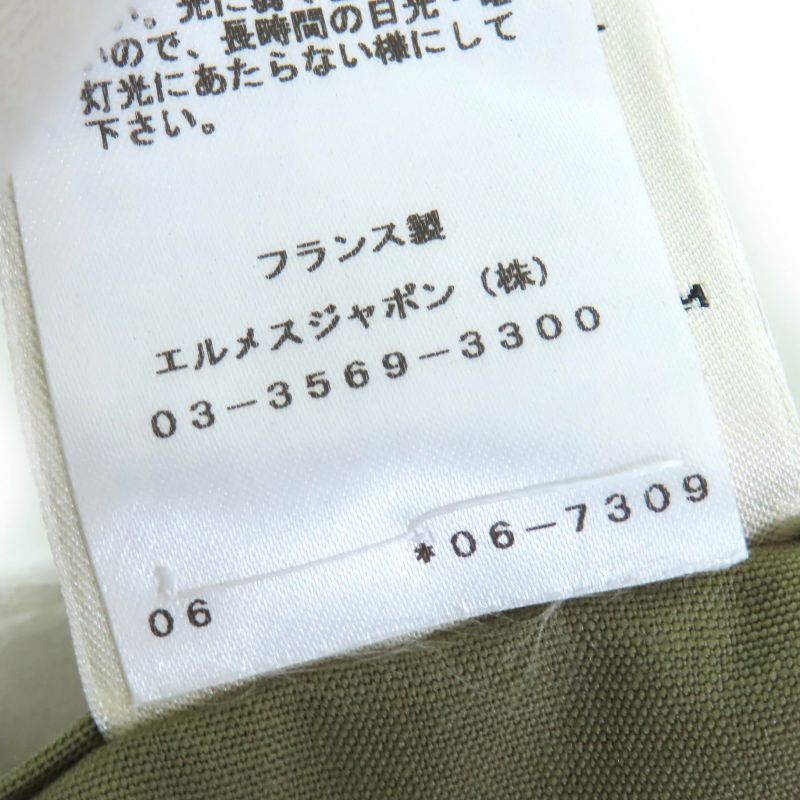 光に
ので、長時間の日光
灯光にあたらない様にして
下さい。
フランス製
エルメスジャポン（株）
03-3569-3300
*06-7309
06